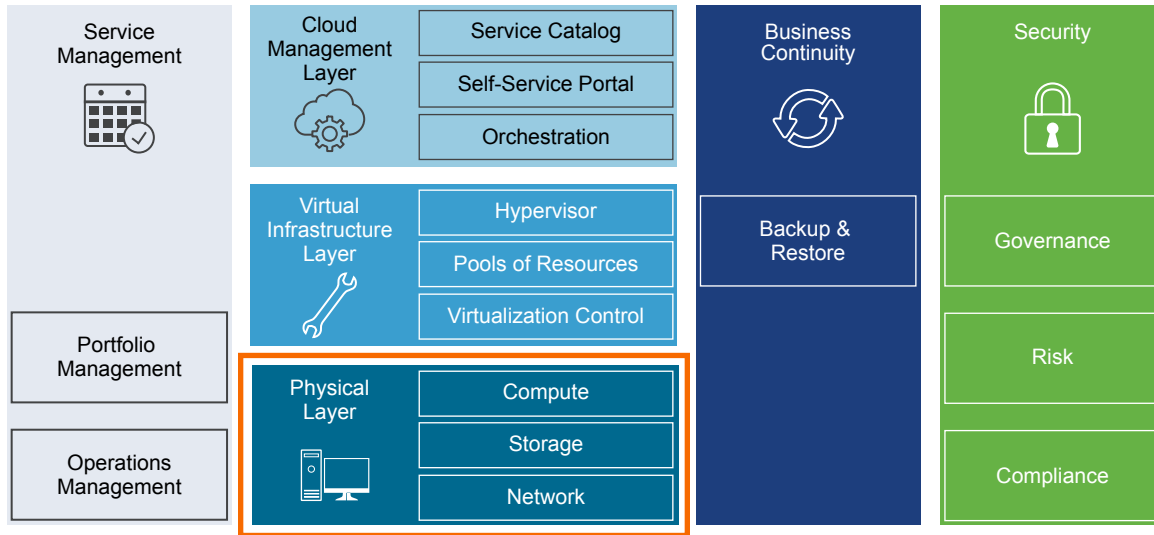 Service
Management
Portfolio
Management
Operations
Management
Cloud
Management
Layer
Service Catalog
Self-Service Portal
Orchestration
Virtual
Infrastructure
Layer
Hypervisor
Pools of Resources
Virtualization Control
Physical
Layer
Compute
Storage
Network
Business
Continuity
Backup &
Restore
Security
Governance
Risk
Compliance